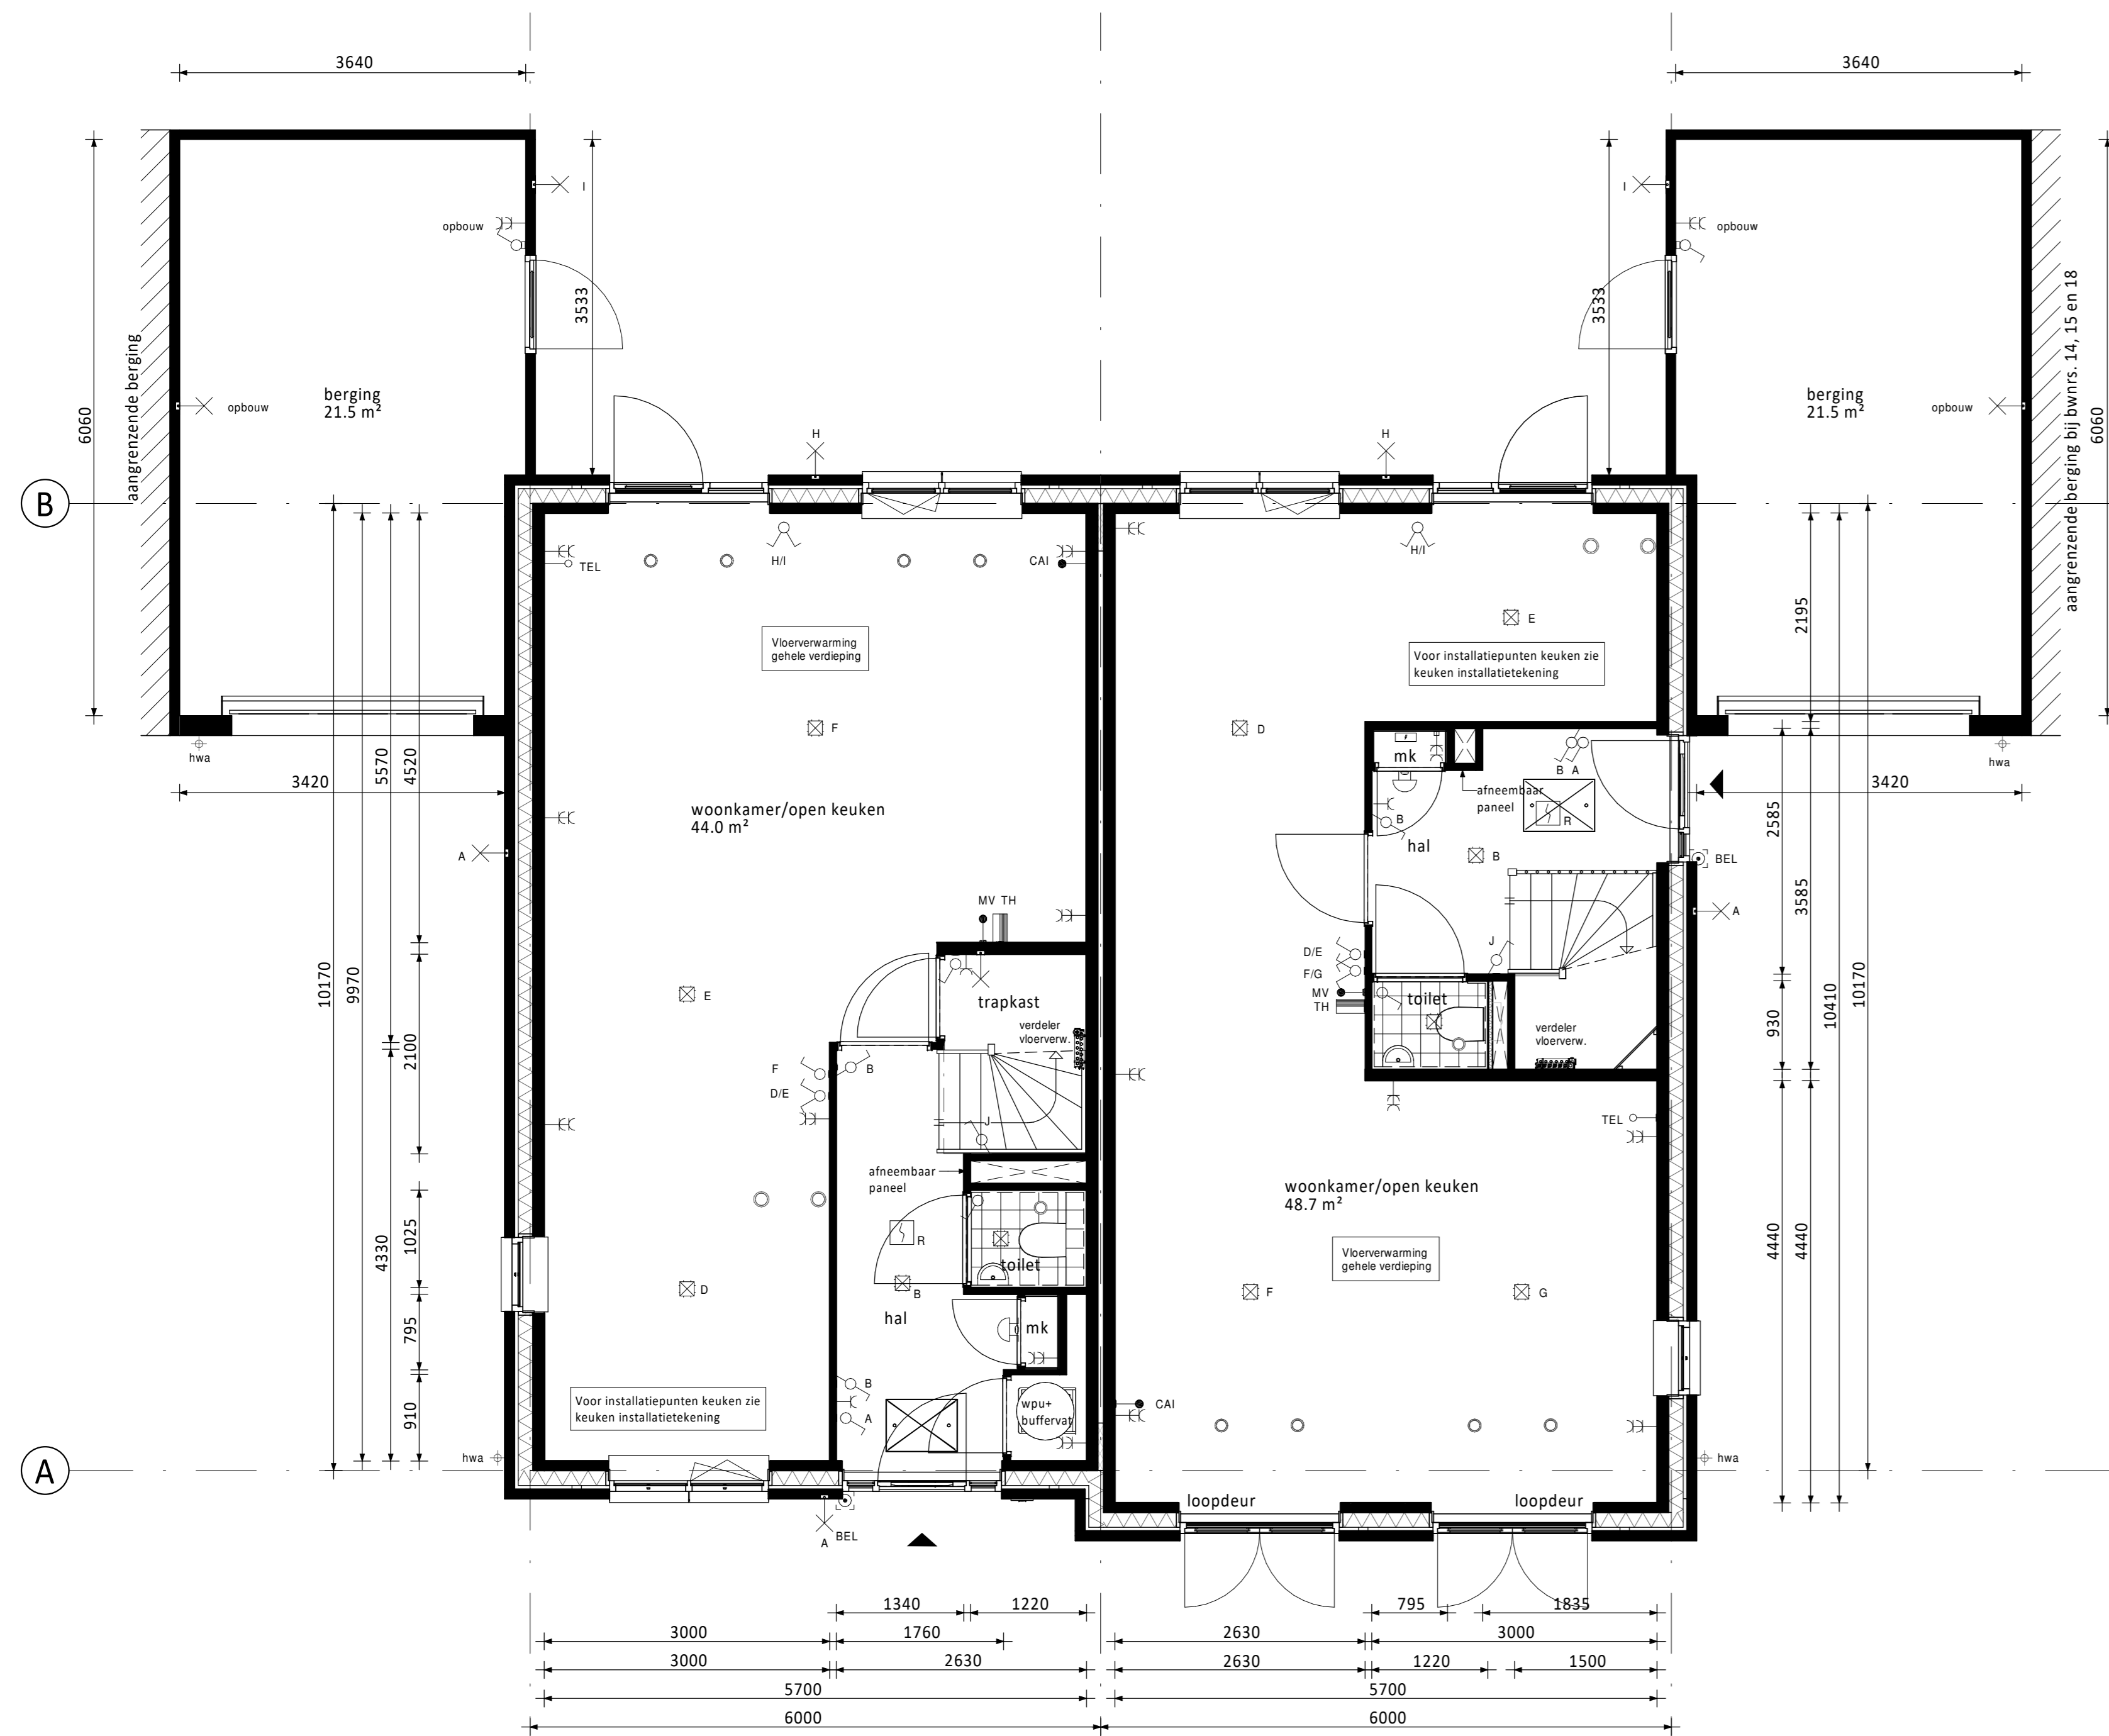 3640
3640
I
I
opbouw
opbouw
3533
3533
aangrenzende berging
aangrenzende berging bij bwnrs. 14, 15 en 18
6060
6060
berging
21.5 m²
berging
21.5 m²
opbouw
opbouw
H
H
B
TEL
H/I
CAI
H/I
E
2195
Vloerverwarming
gehele verdieping
Voor installatiepunten keuken zie
keuken installatietekening
F
D
hwa
hwa
mk
B A
3420
3420
5570
4520
afneembaar
paneel
R
woonkamer/open keuken
44.0 m²
B
hal
B
2585
BEL
A
A
3585
MV TH
J
D/E
F/G
MV
TH
10170
9970
E
trapkast
toilet
930
10410
10170
verdeler
vloerverw.
verdeler
vloerverw.
2100
F
B
D/E
J
TEL
afneembaar
paneel
woonkamer/open keuken
48.7 m²
1025
4330
R
toilet
4440
4440
Vloerverwarming
gehele verdieping
D
B
F
G
795
hal
mk
B
A
910
Voor installatiepunten keuken zie
keuken installatietekening
wpu+
buffervat
CAI
hwa
hwa
A
loopdeur
loopdeur
A
BEL
1340
1220
795
1835
3000
1760
2630
3000
3000
2630
2630
1220
1500
5700
5700
6000
6000